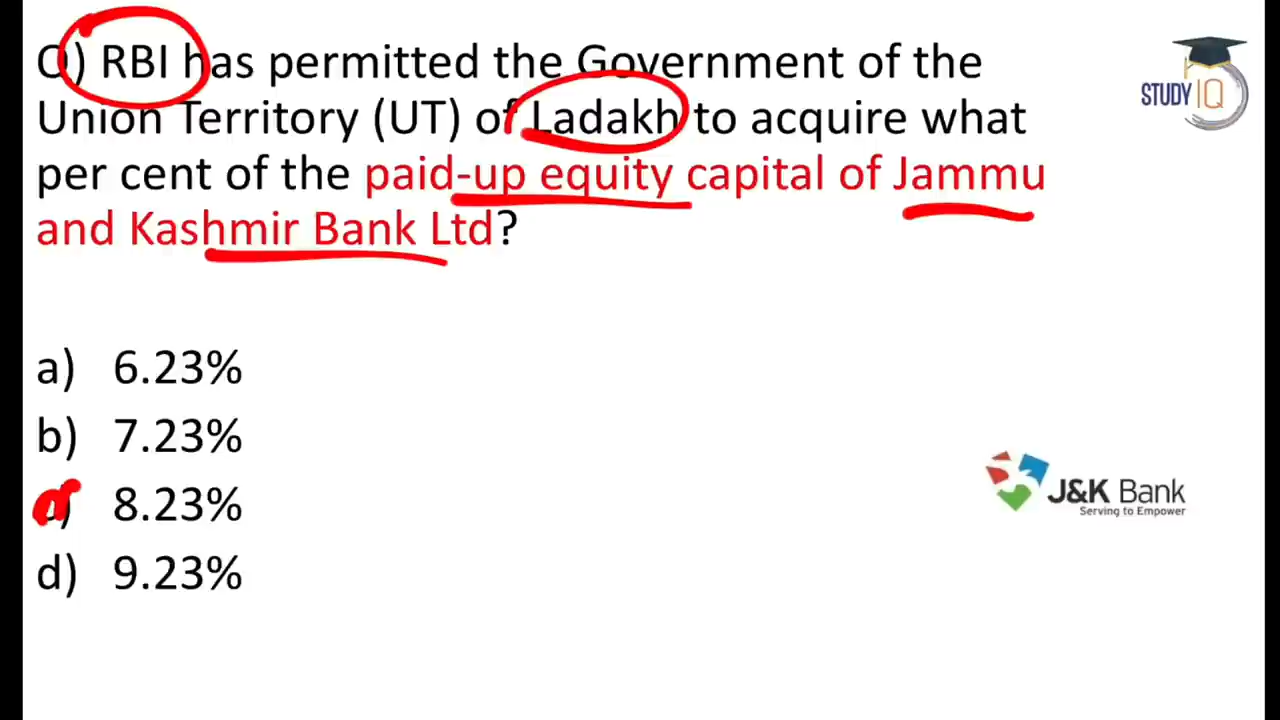 Q) RBI has permitted the Government of the
Union Territory (UT) of Ladakh to acquire what
per cent of the paid-up equity capital of Jammu
and Kashmir Bank Ltd?
a) 6.23%
b) 7.23%
8.23%
d) 9.23%
STUDY IQ
J&K Bank
Serving to Empower